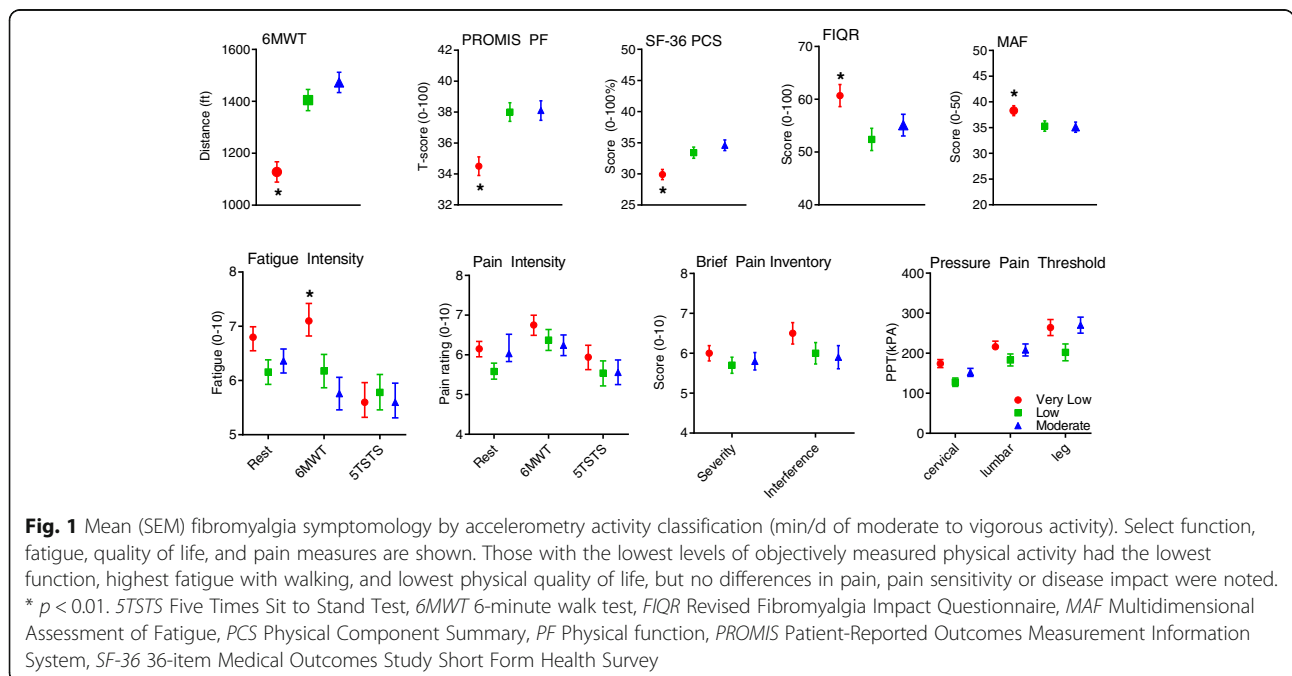 6MWT
Distance (ft)
1600
1400
1200
1000
*
PROMIS PF
T-score (0-100)
42
40
38
36
34
32
*
SF-36 PCS
Score (0-100%)
50
45
40
35
30
25
*
FIQR
Score (0-100)
70
60
50
40
*
MAF
Score (0-50)
50
45
40
35
30
25
20
*
Fatigue Intensity
Fatigue (0-10)
8
7
6
5
*
Rest
6MWT
5TSTS
Pain Intensity
Pain rating (0-10)
8
7
6
5
4
Rest
6MWT
5TSTS
Brief Pain Inventory
Score (0-10)
8
7
6
5
4
Severity
Interference
Pressure Pain Threshold
PPT(kPA)
400
300
200
100
0
Very Low
Low
Moderate
cervical
lumbar
leg
Fig. 1 Mean (SEM) fibromyalgia symptomology by accelerometry activity classification (min/d of moderate to vigorous activity). Select function,
fatigue, quality of life, and pain measures are shown. Those with the lowest levels of objectively measured physical activity had the lowest
function, highest fatigue with walking, and lowest physical quality of life, but no differences in pain, pain sensitivity or disease impact were noted.
* p < 0.01. 5TSTS Five Times Sit to Stand Test, 6MWT 6-minute walk test, FIQR Revised Fibromyalgia Impact Questionnaire, MAF Multidimensional
Assessment of Fatigue, PCS Physical Component Summary, PF Physical function, PROMIS Patient-Reported Outcomes Measurement Information
System, SF-36 36-item Medical Outcomes Study Short Form Health Survey